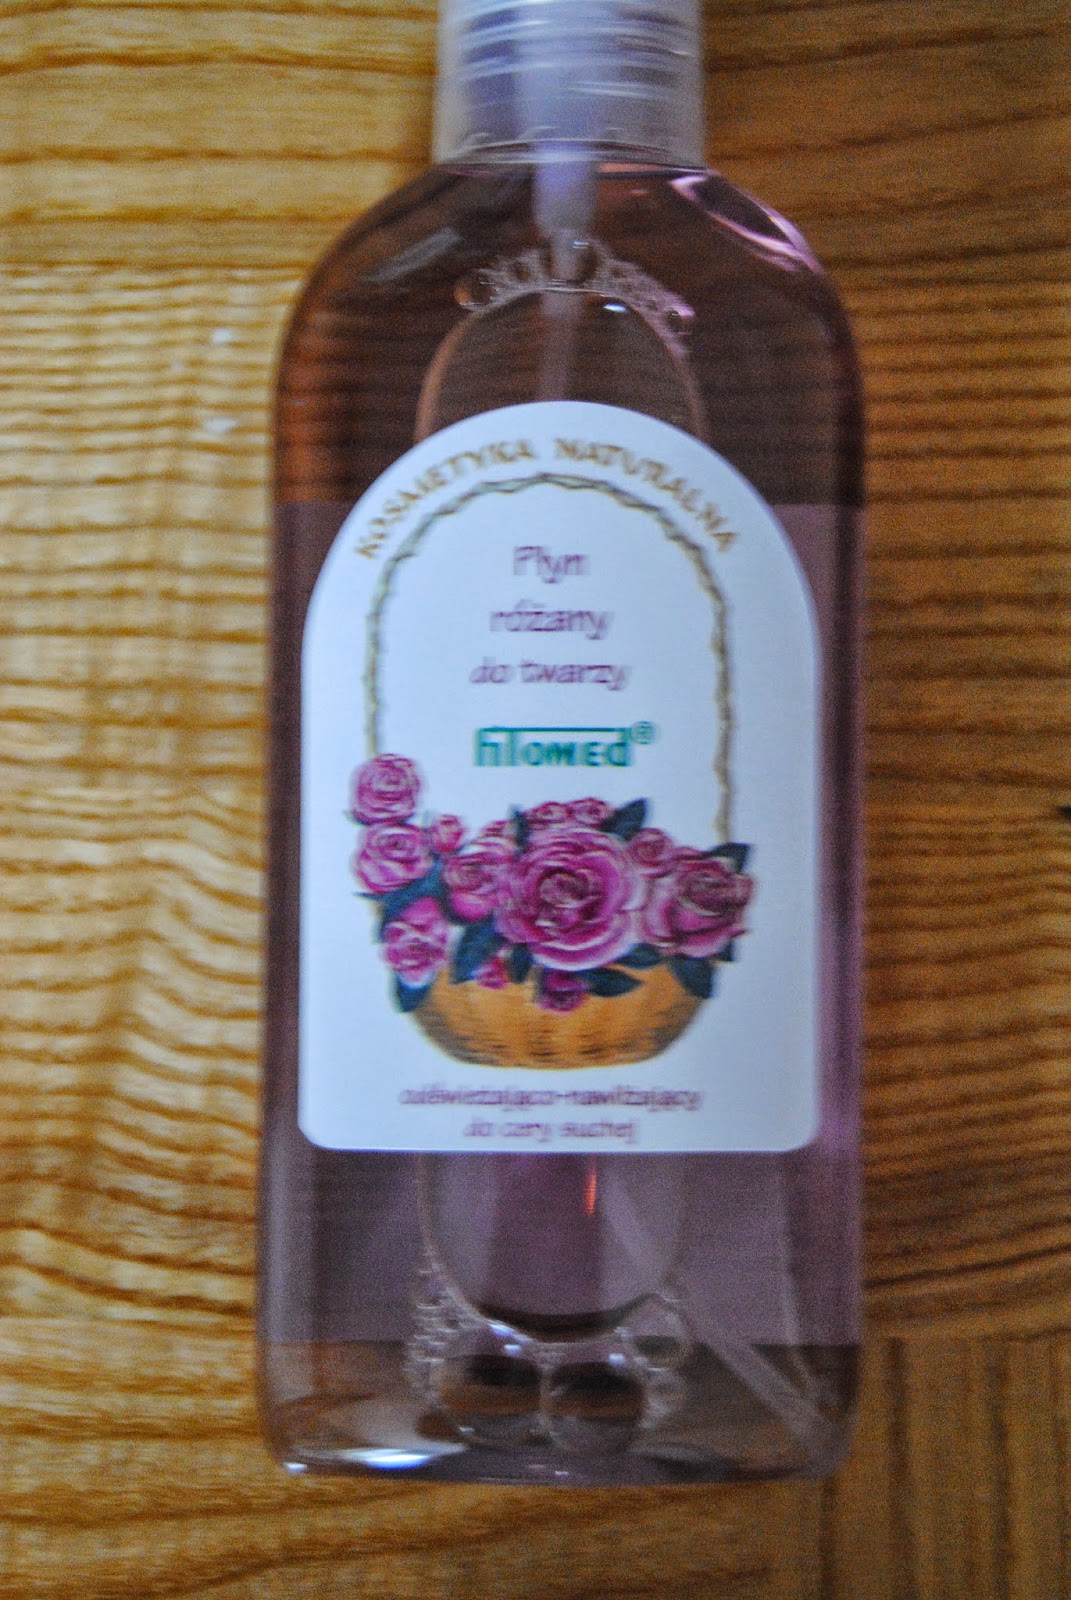 KOSMETYKA NATURALNA
Płyn
różany
do twarzy
fitomed®
odświeżająco-nawilżający
do cery suchej